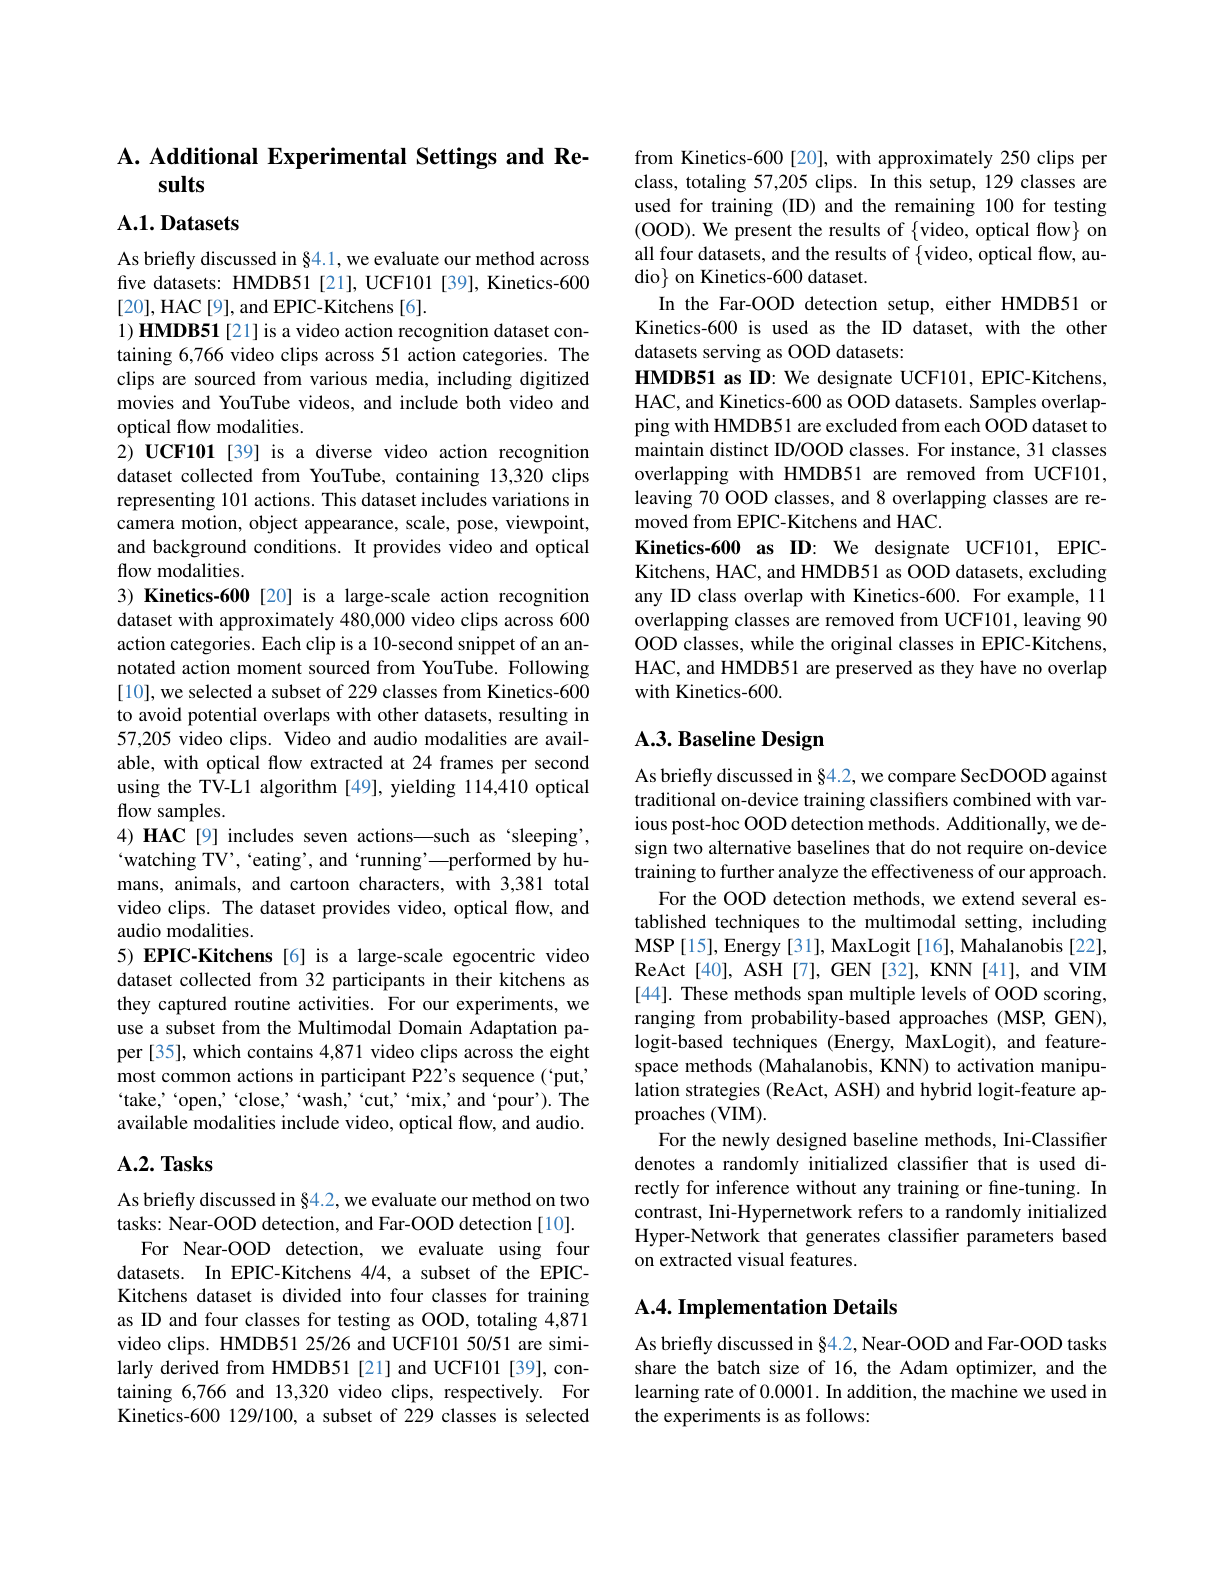 A. Additional Experimental Settings and Re-
sults
A.1. Datasets
As briefly discussed in §4.1, we evaluate our method across
five datasets: HMDB51 [21], UCF101 [39], Kinetics-600
[20], HAC [9], and EPIC-Kitchens [6].
1) HMDB51 [21] is a video action recognition dataset con-
taining 6,766 video clips across 51 action categories. The
clips are sourced from various media, including digitized
movies and YouTube videos, and include both video and
optical flow modalities.
2) UCF101 [39] is a diverse video action recognition
dataset collected from YouTube, containing 13,320 clips
representing 101 actions. This dataset includes variations in
camera motion, object appearance, scale, pose, viewpoint,
and background conditions. It provides video and optical
flow modalities.
3) Kinetics-600 [20] is a large-scale action recognition
dataset with approximately 480,000 video clips across 600
action categories. Each clip is a 10-second snippet of an an-
notated action moment sourced from YouTube. Following
[10], we selected a subset of 229 classes from Kinetics-600
to avoid potential overlaps with other datasets, resulting in
57,205 video clips. Video and audio modalities are avail-
able, with optical flow extracted at 24 frames per second
using the TV-L1 algorithm [49], yielding 114,410 optical
flow samples.
4) HAC [9] includes seven actions—such as ‘sleeping’,
‘watching TV’, ‘eating’, and ‘running’—performed by hu-
mans, animals, and cartoon characters, with 3,381 total
video clips. The dataset provides video, optical flow, and
audio modalities.
5) EPIC-Kitchens [6] is a large-scale egocentric video
dataset collected from 32 participants in their kitchens as
they captured routine activities. For our experiments, we
use a subset from the Multimodal Domain Adaptation pa-
per [35], which contains 4,871 video clips across the eight
most common actions in participant P22’s sequence (‘put,’
‘take,’ ‘open,’ ‘close,’ ‘wash,’ ‘cut,’ ‘mix,’ and ‘pour’). The
available modalities include video, optical flow, and audio.
A.2. Tasks
As briefly discussed in §4.2, we evaluate our method on two
tasks: Near-OOD detection, and Far-OOD detection [10].
For Near-OOD detection, we evaluate using four
datasets. In EPIC-Kitchens 4/4, a subset of the EPIC-
Kitchens dataset is divided into four classes for training
as ID and four classes for testing as OOD, totaling 4,871
video clips. HMDB51 25/26 and UCF101 50/51 are simi-
larly derived from HMDB51 [21] and UCF101 [39], con-
taining 6,766 and 13,320 video clips, respectively. For
Kinetics-600 129/100, a subset of 229 classes is selected
from Kinetics-600 [20], with approximately 250 clips per
class, totaling 57,205 clips. In this setup, 129 classes are
used for training (ID) and the remaining 100 for testing
(OOD). We present the results of {video, optical flow} on
all four datasets, and the results of {video, optical flow, au-
dio} on Kinetics-600 dataset.
In the Far-OOD detection setup, either HMDB51 or
Kinetics-600 is used as the ID dataset, with the other
datasets serving as OOD datasets:
HMDB51 as ID: We designate UCF101, EPIC-Kitchens,
HAC, and Kinetics-600 as OOD datasets. Samples overlap-
ping with HMDB51 are excluded from each OOD dataset to
maintain distinct ID/OOD classes. For instance, 31 classes
overlapping with HMDB51 are removed from UCF101,
leaving 70 OOD classes, and 8 overlapping classes are re-
moved from EPIC-Kitchens and HAC.
Kinetics-600 as ID: We designate UCF101, EPIC-
Kitchens, HAC, and HMDB51 as OOD datasets, excluding
any ID class overlap with Kinetics-600. For example, 11
overlapping classes are removed from UCF101, leaving 90
OOD classes, while the original classes in EPIC-Kitchens,
HAC, and HMDB51 are preserved as they have no overlap
with Kinetics-600.
A.3. Baseline Design
As briefly discussed in §4.2, we compare SecDOOD against
traditional on-device training classifiers combined with var-
ious post-hoc OOD detection methods. Additionally, we de-
sign two alternative baselines that do not require on-device
training to further analyze the effectiveness of our approach.
For the OOD detection methods, we extend several es-
tablished techniques to the multimodal setting, including
MSP [15], Energy [31], MaxLogit [16], Mahalanobis [22],
ReAct [40], ASH [7], GEN [32], KNN [41], and VIM
[44]. These methods span multiple levels of OOD scoring,
ranging from probability-based approaches (MSP, GEN),
logit-based techniques (Energy, MaxLogit), and feature-
space methods (Mahalanobis, KNN) to activation manipu-
lation strategies (ReAct, ASH) and hybrid logit-feature ap-
proaches (VIM).
For the newly designed baseline methods, Ini-Classifier
denotes a randomly initialized classifier that is used di-
rectly for inference without any training or fine-tuning. In
contrast, Ini-Hypernetwork refers to a randomly initialized
Hyper-Network that generates classifier parameters based
on extracted visual features.
A.4. Implementation Details
As briefly discussed in §4.2, Near-OOD and Far-OOD tasks
share the batch size of 16, the Adam optimizer, and the
learning rate of 0.0001. In addition, the machine we used in
the experiments is as follows: